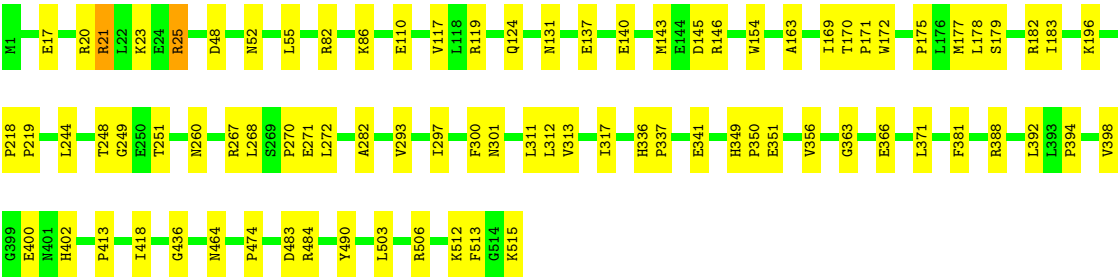 M1 E17 R20 R21 L22 K23 E24 R25 D48 N52 L55 R82 K86 E110 V117 L118 R119 Q124 N131 E137 E140 M143 E144 D145 R146 W154 A163 I169 T170 P171 W172 P175 L176 M177 L178 S179 R182 I183 K196
P218 P219 L244 T248 G249 E250 T251 N260 R267 L268 S269 P270 E271 L272 A282 V293 I297 F300 N301 L311 L312 V313 I317 H336 P337 E341 H349 P350 E351 V356 G363 E366 L371 F381 R388 L392 L393 P394 V398
G399 E400 N401 H402 P413 I418 G436 N464 P474 D483 R484 Y490 L503 R506 K512 F513 G514 K515